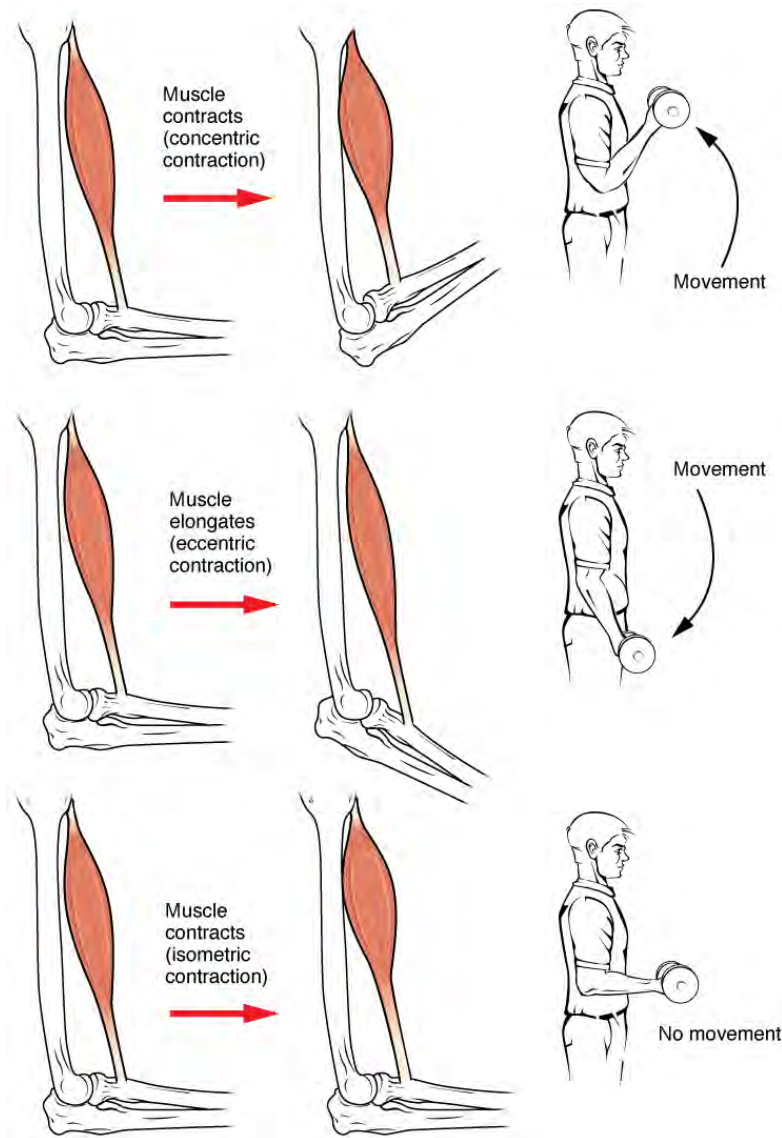 Muscle
contracts
(concentric
contraction)
Movement
Muscle
elongates
(eccentric
contraction)
Movement
Muscle
contracts
(isometric
contraction)
No movement